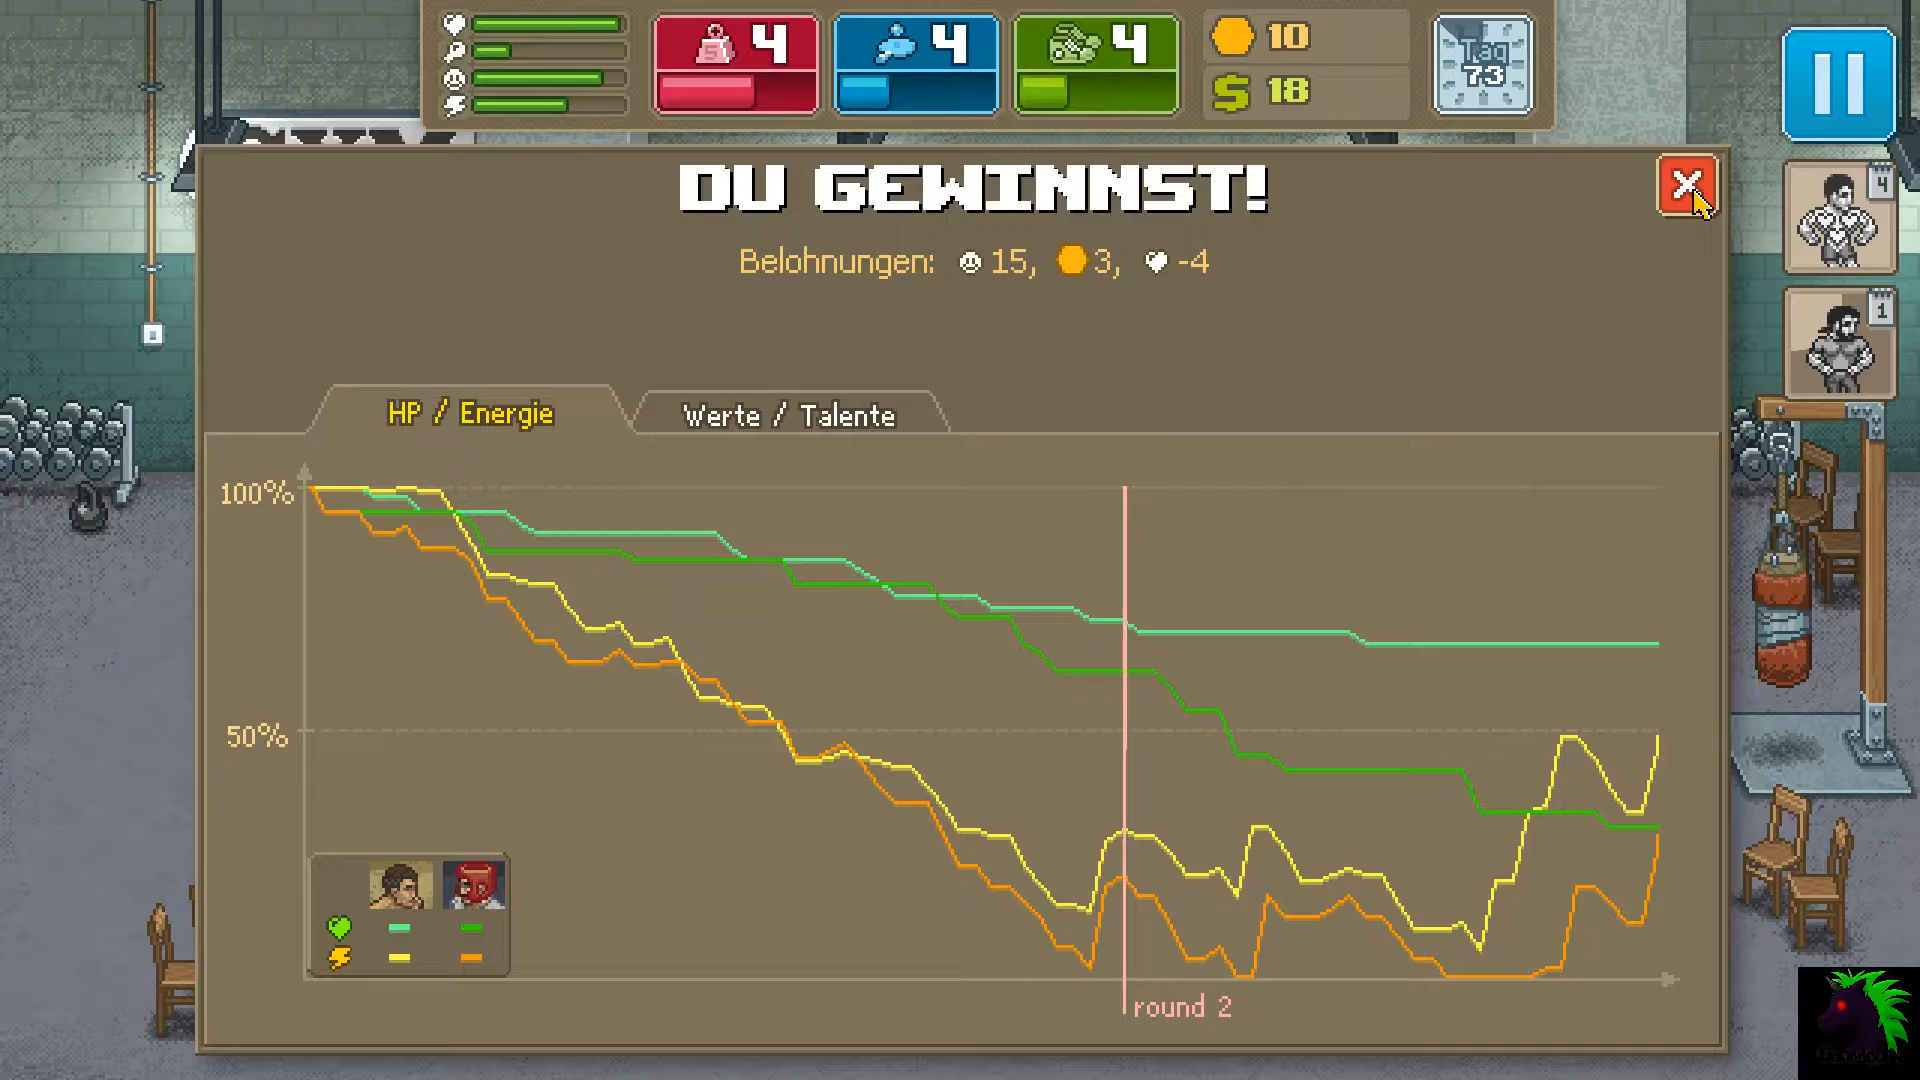 4
4
4
10
18
Tag
73
4
1
DU GEWINNST!
Belohnungen: 15, 3, -4
HP / Energie
Werte / Talente
100%
50%
round 2